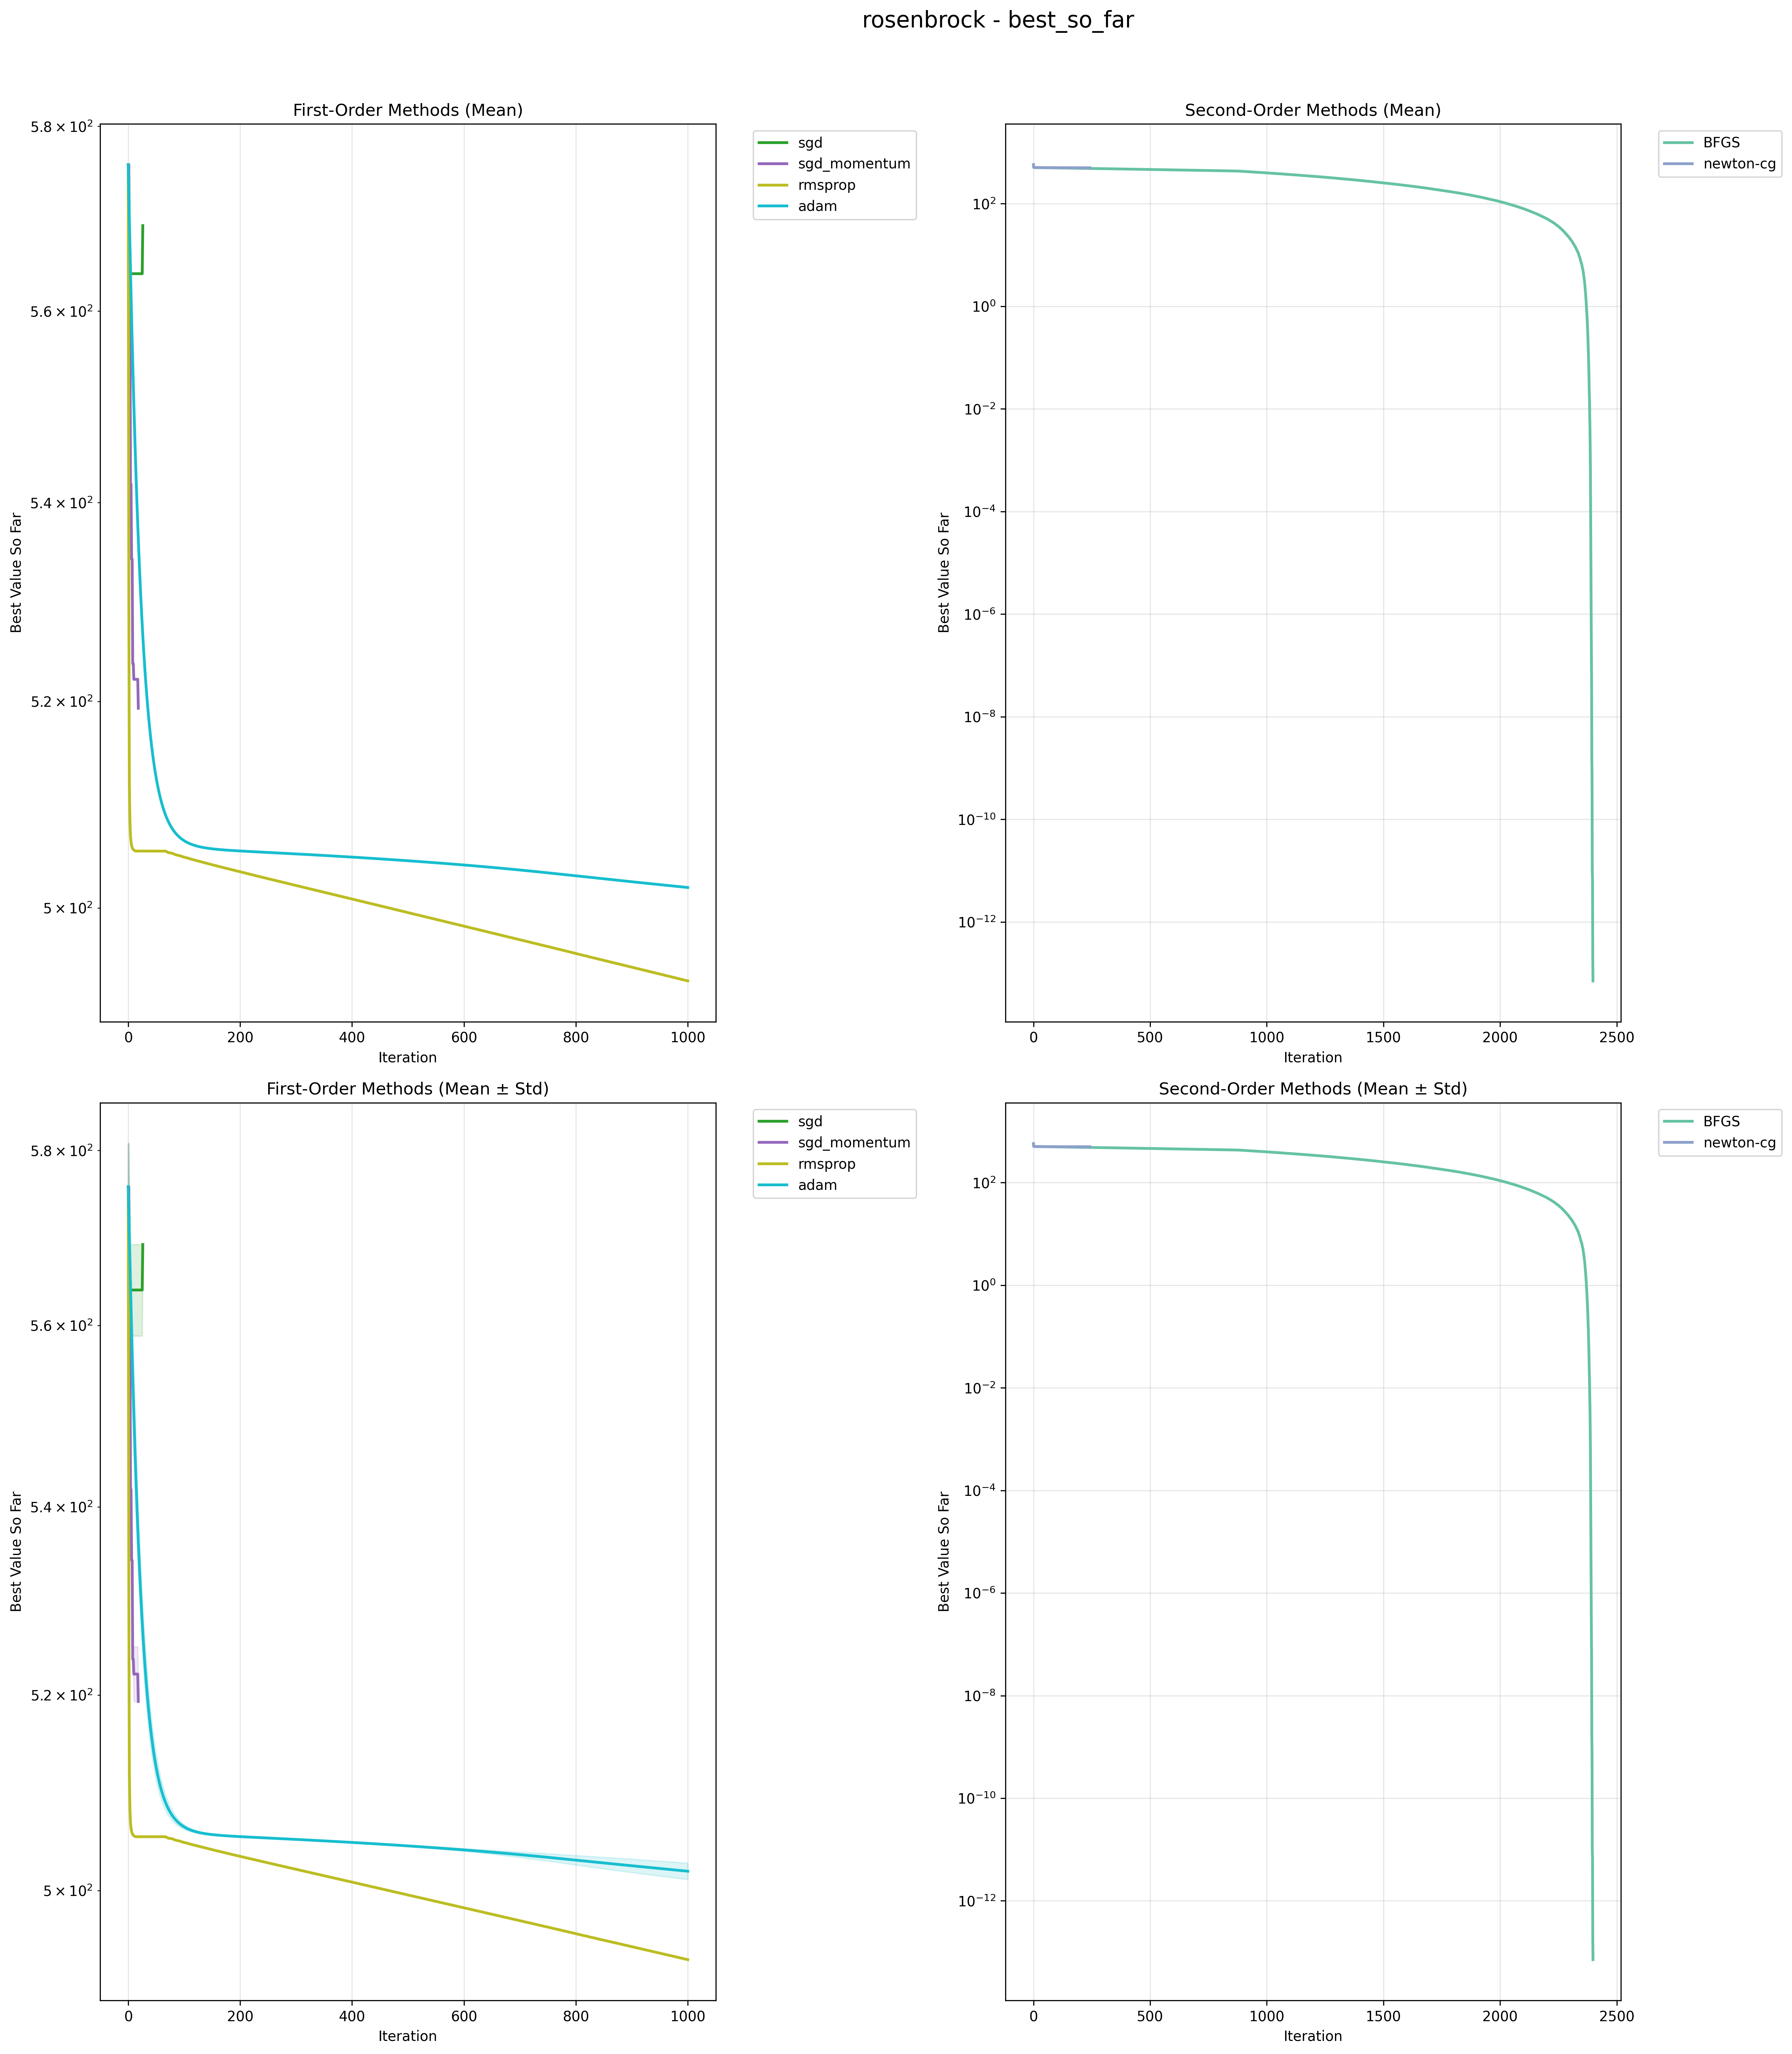 rosenbrock - best_so_far
First-Order Methods (Mean)
5.8 × 10²
5.6 × 10²
5.4 × 10²
5.2 × 10²
5 × 10²
Best Value So Far
0 200 400 600 800 1000
Iteration
sgd
sgd_momentum
rmsprop
adam
Second-Order Methods (Mean)
10²
10⁰
10⁻²
10⁻⁴
10⁻⁶
10⁻⁸
10⁻¹⁰
10⁻¹²
Best Value So Far
0 500 1000 1500 2000 2500
Iteration
BFGS
newton-cg
First-Order Methods (Mean ± Std)
5.8 × 10²
5.6 × 10²
5.4 × 10²
5.2 × 10²
5 × 10²
Best Value So Far
0 200 400 600 800 1000
Iteration
sgd
sgd_momentum
rmsprop
adam
Second-Order Methods (Mean ± Std)
10²
10⁰
10⁻²
10⁻⁴
10⁻⁶
10⁻⁸
10⁻¹⁰
10⁻¹²
Best Value So Far
0 500 1000 1500 2000 2500
Iteration
BFGS
newton-cg